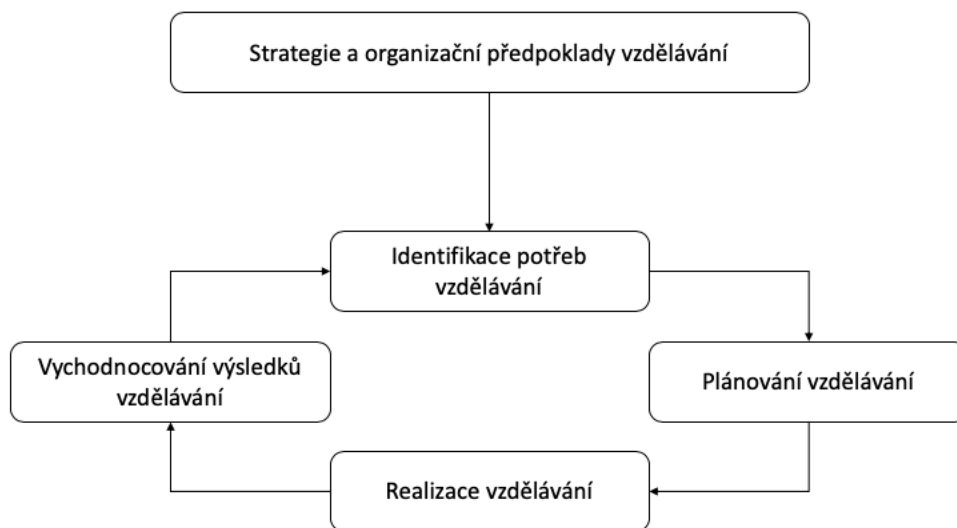 Strategie a organizační předpoklady vzdělávání
Identifikace potřeb
vzdělávání
Vychodnocování výsledků
vzdělávání
Plánování vzdělávání
Realizace vzdělávání